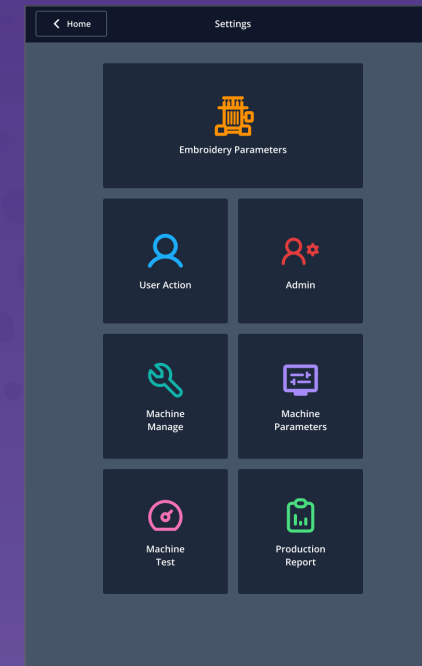 Home
Settings
Embroidery Parameters
User Action
Admin
Machine
Manage
Machine
Parameters
Machine
Test
Production
Report